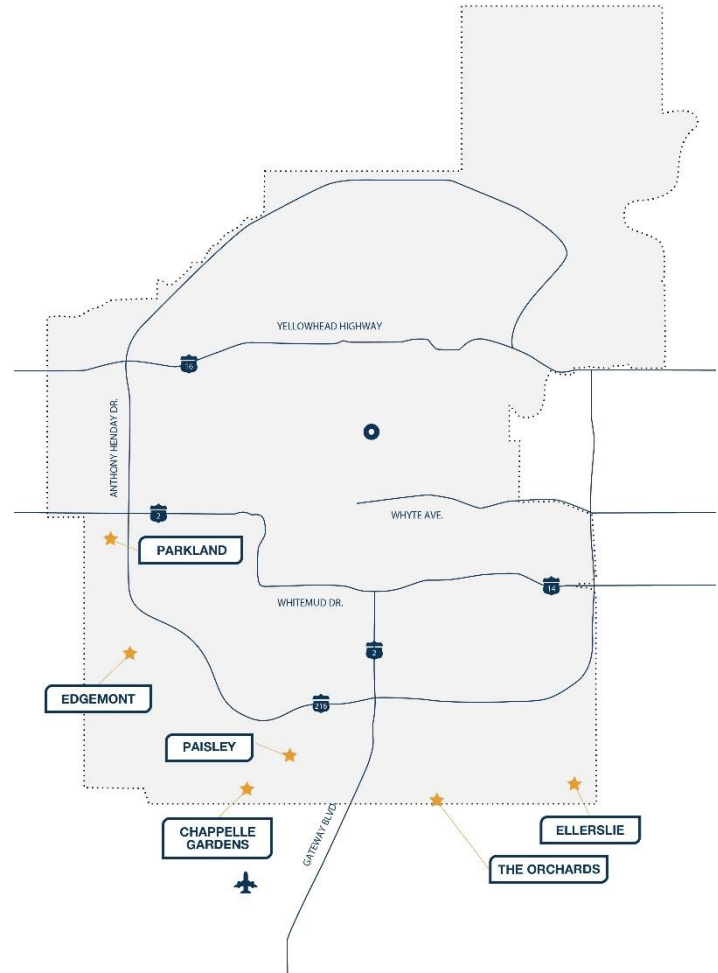 YELLOWHEAD HIGHWAY
16
ANTHONY HENDAY DR.
2
WHYTE AVE.
PARKLAND
14
WHITEMUD DR.
2
EDGEMONT
216
PAISLEY
CHAPPELLE
GARDENS
GATEWAY BLVD.
ELLERSLIE
THE ORCHARDS